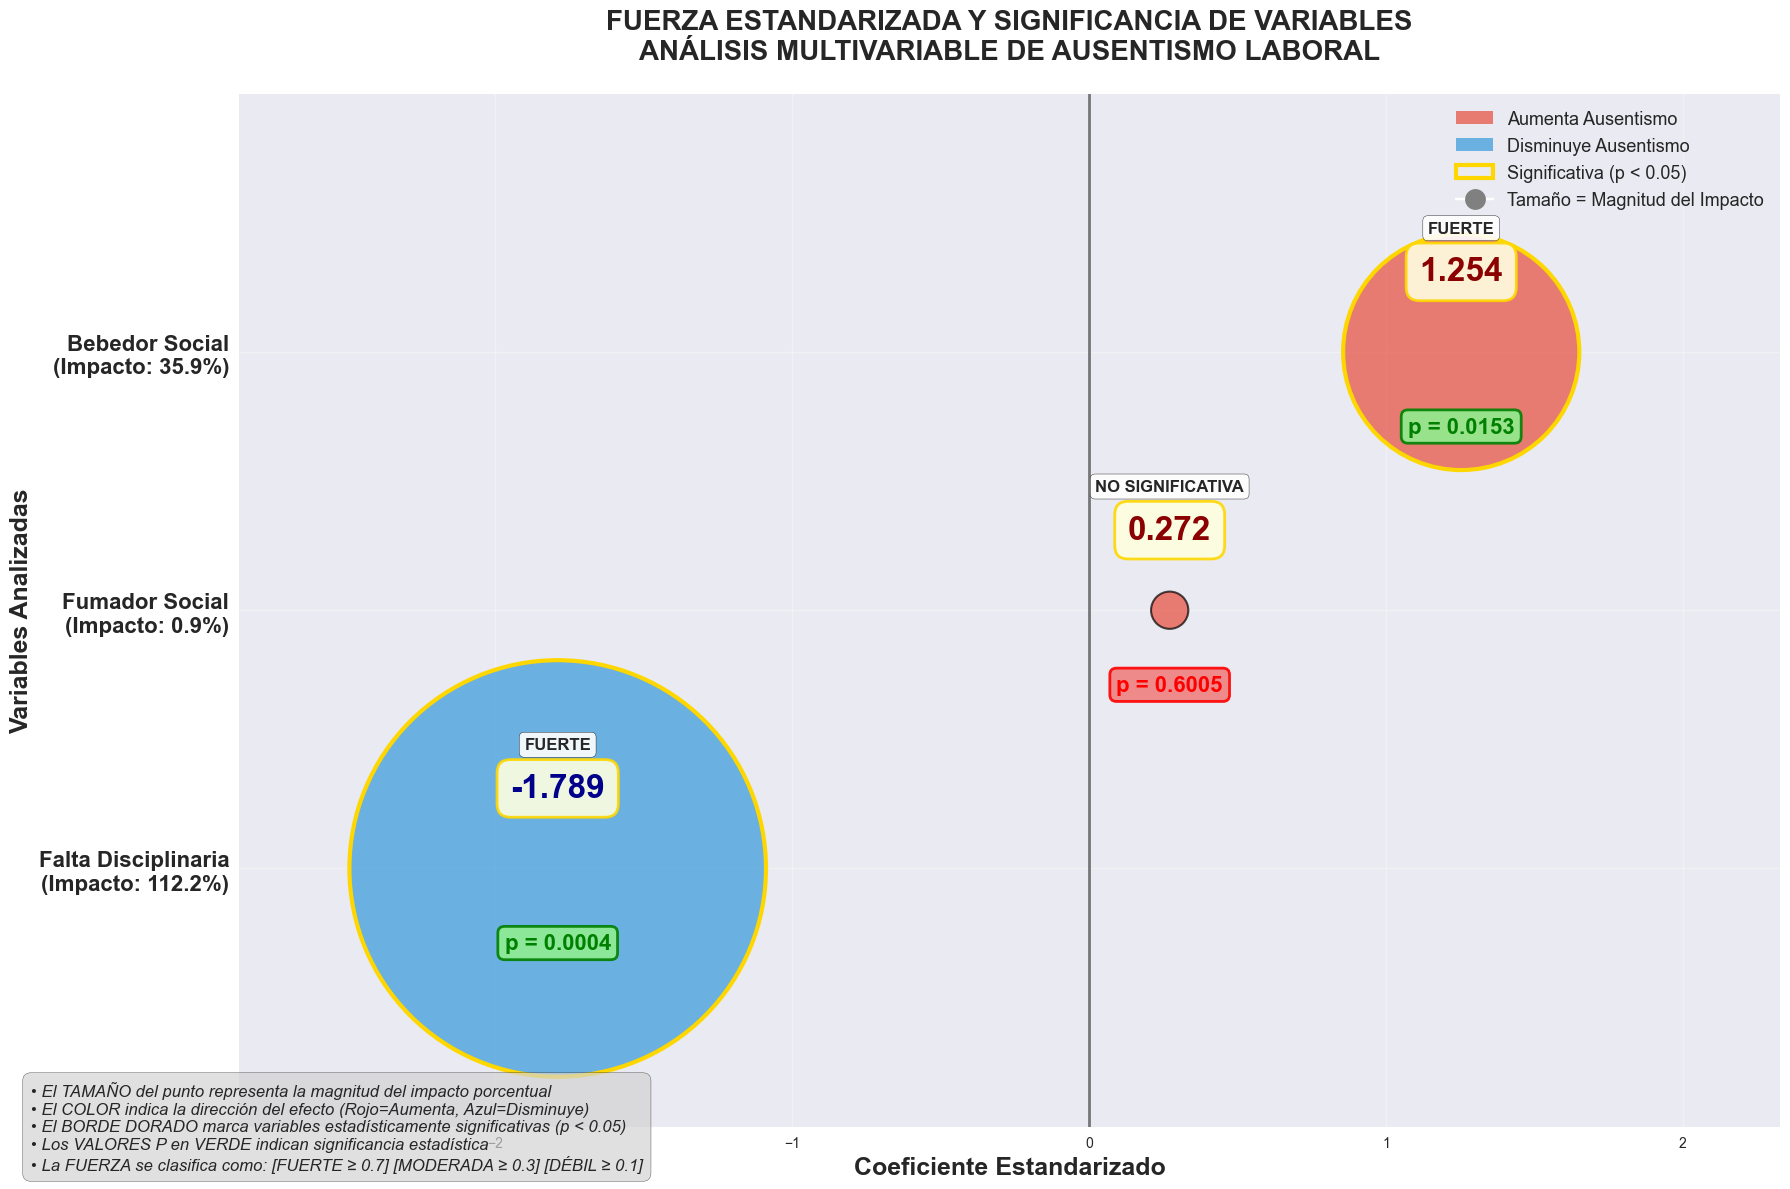 FUERZA ESTANDARIZADA Y SIGNIFICANCIA DE VARIABLES
ANÁLISIS MULTIVARIABLE DE AUSENTISMO LABORAL
Aumenta Ausentismo
Disminuye Ausentismo
Significativa (p < 0.05)
Tamaño = Magnitud del Impacto
FUERTE
1.254
Bebedor Social
(Impacto: 35.9%)
p = 0.0153
NO SIGNIFICATIVA
0.272
Fumador Social
(Impacto: 0.9%)
p = 0.6005
Variables Analizadas
FUERTE
-1.789
Falta Disciplinaria
(Impacto: 112.2%)
p = 0.0004
• El TAMAÑO del punto representa la magnitud del impacto porcentual
• El COLOR indica la dirección del efecto (Rojo=Aumenta, Azul=Disminuye)
• El BORDE DORADO marca variables estadísticamente significativas (p < 0.05)
• Los VALORES P en VERDE indican significancia estadística
• La FUERZA se clasifica como: [FUERTE ≥ 0.7] [MODERADA ≥ 0.3] [DÉBIL ≥ 0.1]
−2 −1 0 1 2
Coeficiente Estandarizado